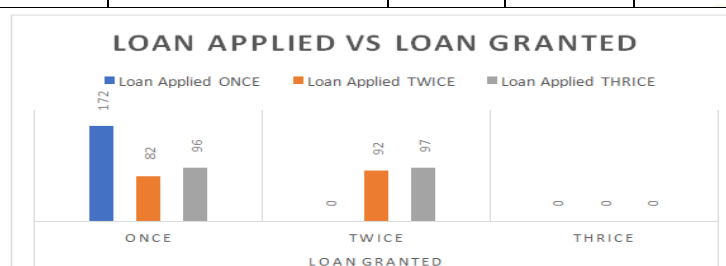 LOAN APPLIED VS LOAN GRANTED
Loan Applied ONCE Loan Applied TWICE Loan Applied THRICE
172 82 96 0 92 97 0 0 0
ONCE TWICE THRICE
LOAN GRANTED